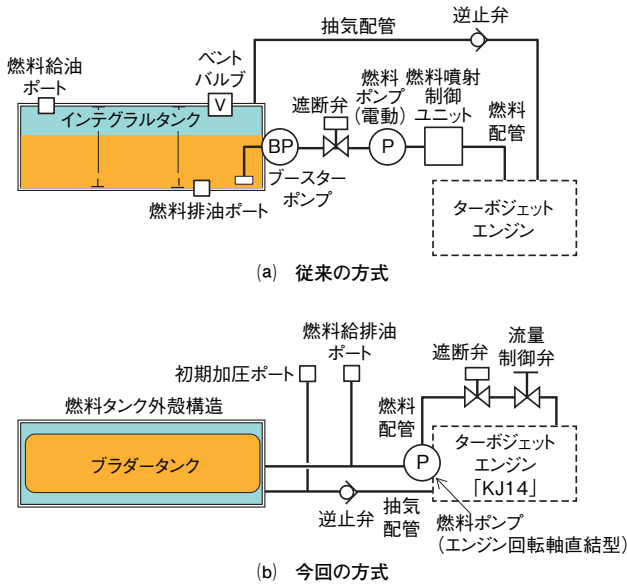 抽気配管
逆止弁
燃料給油
ポート
ベント
バルブ
V
インテグラルタンク
遮断弁
燃料
ポンプ
(電動)
燃料噴射
制御
ユニット
燃料
配管
BP
P
ブースター
ポンプ
燃料排油ポート
ターボジェット
エンジン
(a) 従来の方式
燃料給排油
ポート
初期加圧ポート
遮断弁
流量
制御弁
燃料タンク外殻構造
燃料
配管
ブラダータンク
P
ターボジェット
エンジン
「KJ14」
逆止弁
抽気
配管
燃料ポンプ
(エンジン回転軸直結型)
(b) 今回の方式